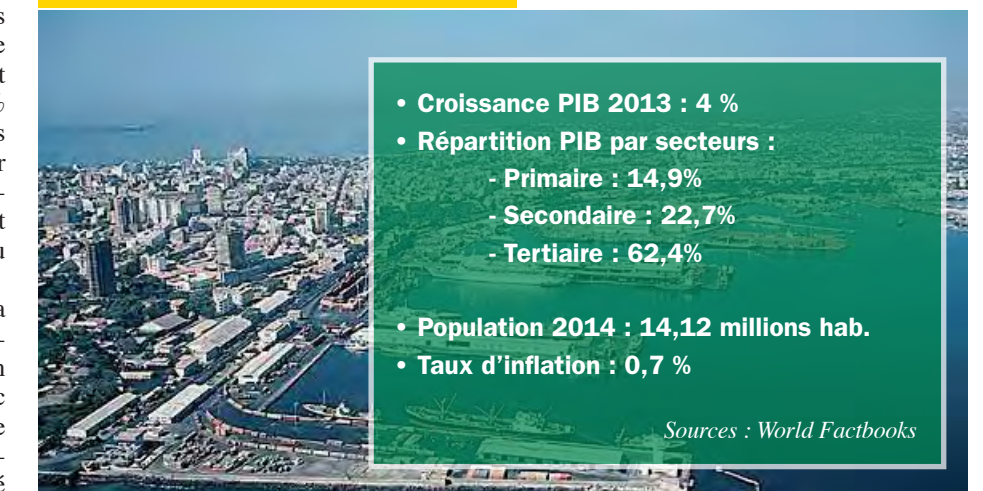 • Croissance PIB 2013 : 4 %
• Répartition PIB par secteurs :
- Primaire : 14,9%
- Secondaire : 22,7%
- Tertiaire : 62,4%
• Population 2014 : 14,12 millions hab.
• Taux d’inflation : 0,7 %
Sources : World Factbooks